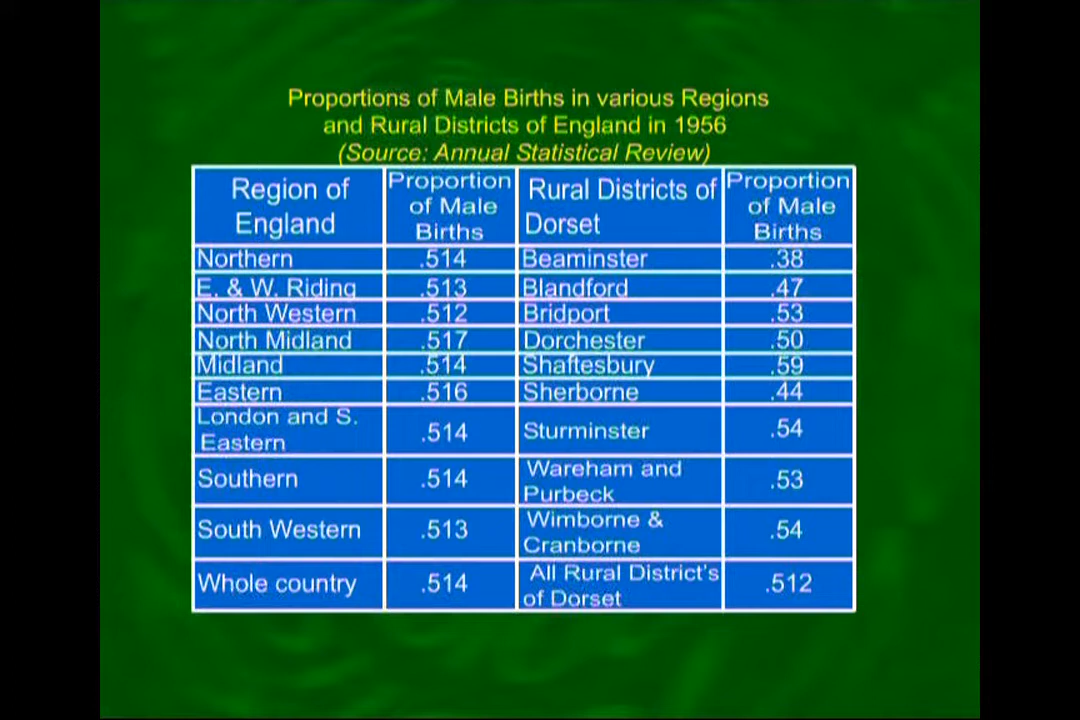 Proportions of Male Births in various Regions
and Rural Districts of England in 1956
(Source: Annual Statistical Review)
Region of England Proportion of Male Births Rural Districts of Dorset Proportion of Male Births
Northern .514 Beaminster .38
E. & W. Riding .513 Blandford .47
North Western .512 Bridport .53
North Midland .517 Dorchester .50
Midland .514 Shaftesbury .59
Eastern .516 Sherborne .44
London and S. Eastern .514 Sturminster .54
Southern .514 Wareham and Purbeck .53
South Western .513 Wimborne & Cranborne .54
Whole country .514 All Rural District's of Dorset .512